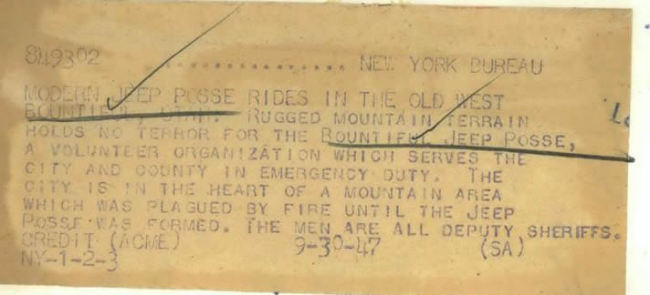 849302 ................ NEW YORK BUREAU
MODERN JEEP POSSE RIDES IN THE OLD WEST
BOUNTIFUL, UTAH: RUGGED MOUNTAIN TERRAIN
HOLDS NO TERROR FOR THE BOUNTIFUL JEEP POSSE,
A VOLUNTEER ORGANIZATION WHICH SERVES THE
CITY AND COUNTY IN EMERGENCY DUTY. THE
CITY IS IN THE HEART OF A MOUNTAIN AREA
WHICH WAS PLAGUED BY FIRE UNTIL THE JEEP
POSSE WAS FORMED. THE MEN ARE ALL DEPUTY SHERIFFS.
CREDIT (ACME) 9-30-47 (SA)
NY-1-2-3